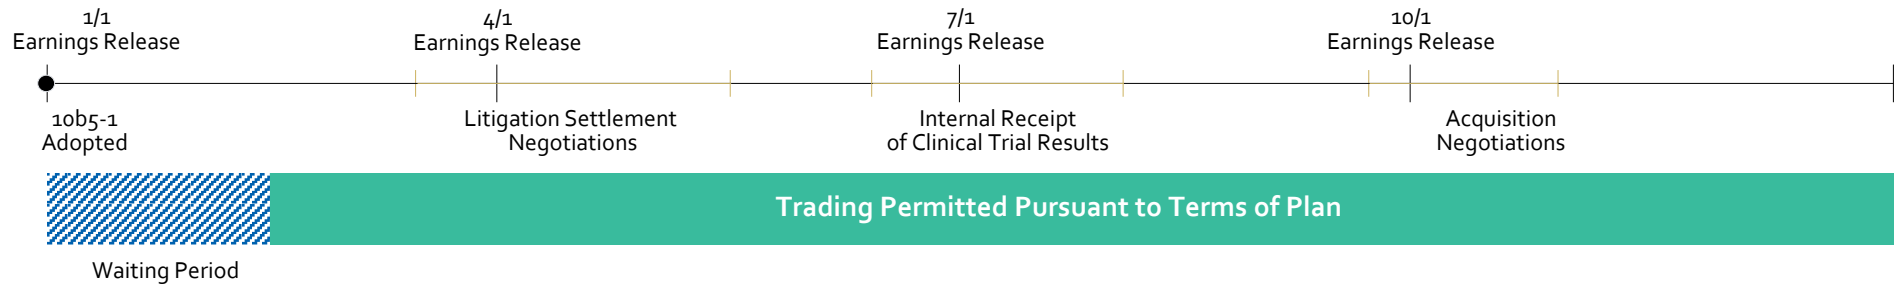 1/1
Earnings Release
4/1
Earnings Release
7/1
Earnings Release
10/1
Earnings Release
10b5-1
Adopted
Litigation Settlement
Negotiations
Internal Receipt
of Clinical Trial Results
Acquisition
Negotiations
Trading Permitted Pursuant to Terms of Plan
Waiting Period